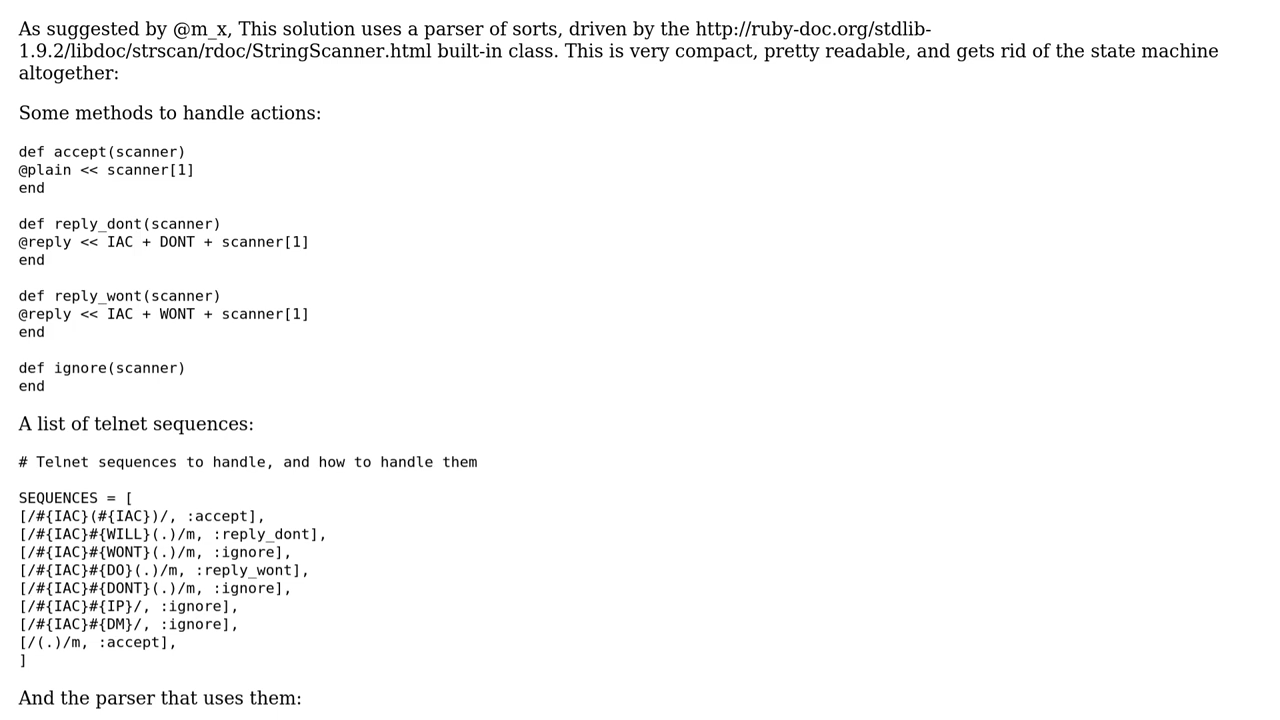 As suggested by @m_x, This solution uses a parser of sorts, driven by the http://ruby-doc.org/stdlib-
1.9.2/libdoc/strscan/rdoc/StringScanner.html built-in class. This is very compact, pretty readable, and gets rid of the state machine
altogether:
Some methods to handle actions:
def accept(scanner)
@plain << scanner[1]
end
def reply_dont(scanner)
@reply << IAC + DONT + scanner[1]
end
def reply_wont(scanner)
@reply << IAC + WONT + scanner[1]
end
def ignore(scanner)
end
A list of telnet sequences:
# Telnet sequences to handle, and how to handle them
SEQUENCES = [
[/#{IAC}(#{IAC})/, :accept],
[/#{IAC}#{WILL}(.)/m, :reply_dont],
[/#{IAC}#{WONT}(.)/m, :ignore],
[/#{IAC}#{DO}(.)/m, :reply_wont],
[/#{IAC}#{DONT}(.)/m, :ignore],
[/#{IAC}#{IP}/, :ignore],
[/#{IAC}#{DM}/, :ignore],
[/(.)/m, :accept],
]
And the parser that uses them: